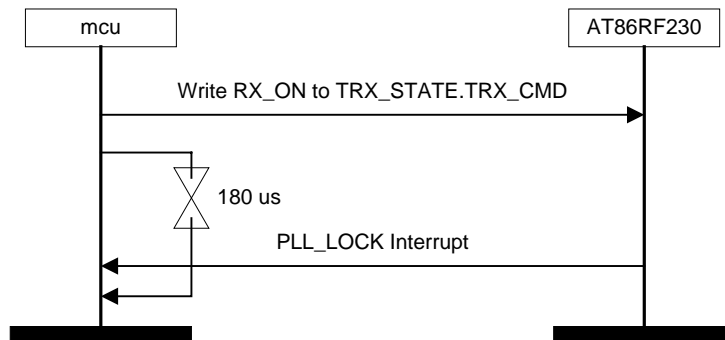 mcu
AT86RF230
Write RX_ON to TRX_STATE.TRX_CMD
180 us
PLL_LOCK Interrupt